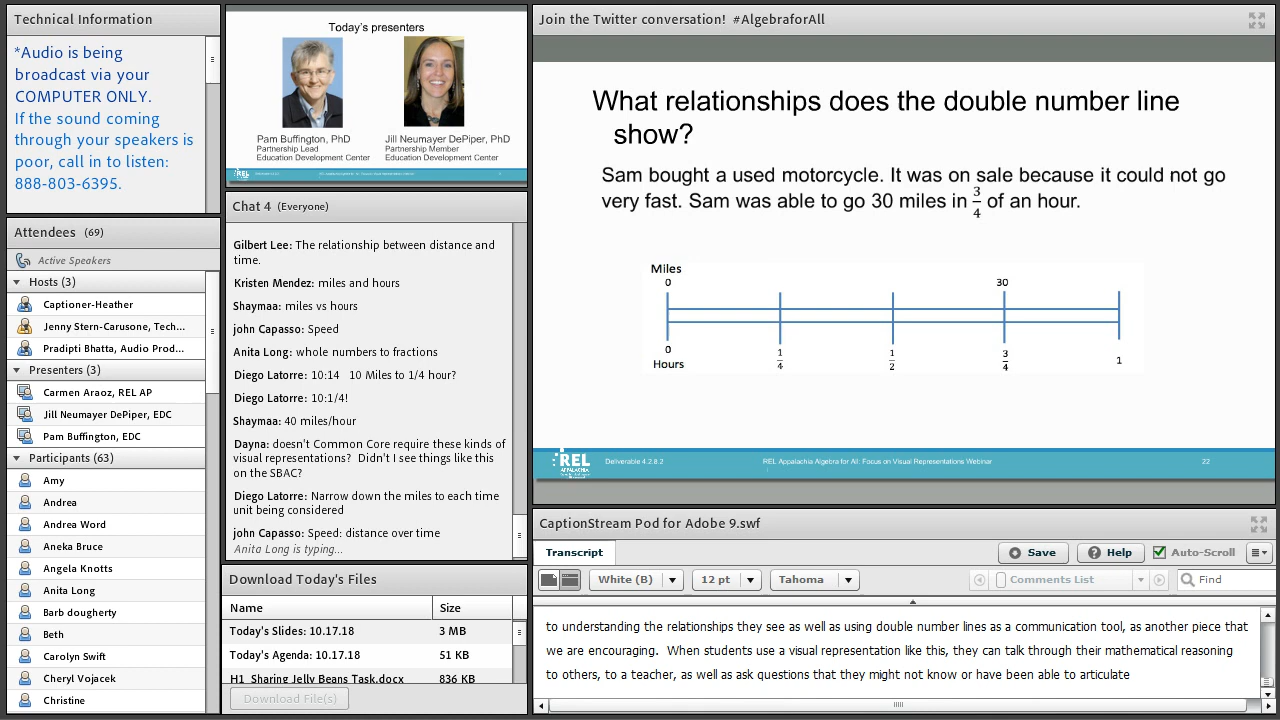 Technical Information
*Audio is being
broadcast via your
COMPUTER ONLY.
If the sound coming
through your speakers is
poor, call in to listen:
888-803-6395.
Attendees (69)
Active Speakers
Hosts (3)
Captioner-Heather
Jenny Stern-Carusone, Tech...
Pradipti Bhatta, Audio Prod...
Presenters (3)
Carmen Araoz, REL AP
Jill Neumayer DePiper, EDC
Pam Buffington, EDC
Participants (63)
Amy
Andrea
Andrea Word
Aneka Bruce
Angela Knotts
Anita Long
Barb dougherty
Beth
Carolyn Swift
Cheryl Vojacek
Christine
Today's presenters
Pam Buffington, PhD
Partnership Lead
Education Development Center
Jill Neumayer DePiper, PhD
Partnership Member
Education Development Center
Chat 4 (Everyone)
Gilbert Lee: The relationship between distance and
time.
Kristen Mendez: miles and hours
Shaymaa: miles vs hours
john Capasso: Speed
Anita Long: whole numbers to fractions
Diego Latorre: 10:14 10 Miles to 1/4 hour?
Diego Latorre: 10:1/4!
Shaymaa: 40 miles/hour
Dayna: doesn't Common Core require these kinds of
visual representations? Didn't I see things like this
on the SBAC?
Diego Latorre: Narrow down the miles to each time
unit being considered
john Capasso: Speed: distance over time
Anita Long is typing...
Download Today's Files
Name Size
Today's Slides: 10.17.18 3 MB
Today's Agenda: 10.17.18 51 KB
H1_Sharing Jelly Beans Task.docx 836 KB
Download File(s)
Join the Twitter conversation! #AlgebraforAll
What relationships does the double number line
show?
Sam bought a used motorcycle. It was on sale because it could not go
very fast. Sam was able to go 30 miles in 3/4 of an hour.
Miles
0 30
0 1/4 1/2 3/4 1
Hours
REL
APPALACHIA
Deliverable 4.2.8.2 REL Appalachia Algebra for All: Focus on Visual Representations Webinar 22
CaptionStream Pod for Adobe 9.swf
Transcript Save Help Auto-Scroll
White (B) 12 pt Tahoma Comments List Find
to understanding the relationships they see as well as using double number lines as a communication tool, as another piece that
we are encouraging. When students use a visual representation like this, they can talk through their mathematical reasoning
to others, to a teacher, as well as ask questions that they might not know or have been able to articulate